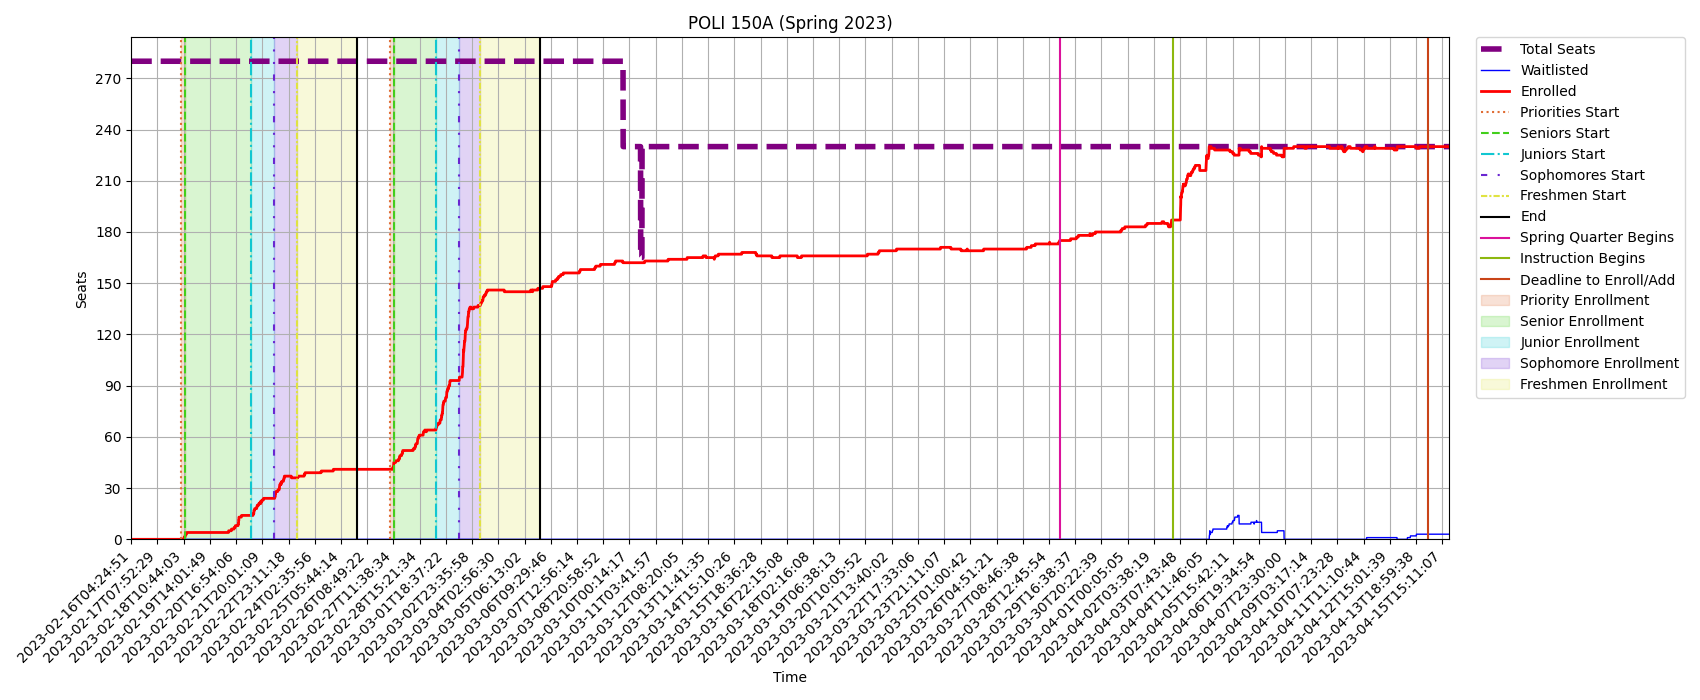 POLI 150A (Spring 2023)
Seats
270
240
210
180
150
120
90
60
30
0
2023-02-16T04:24:51
2023-02-17T07:52:29
2023-02-18T10:44:03
2023-02-19T14:01:49
2023-02-20T16:54:06
2023-02-21T20:01:09
2023-02-22T23:11:18
2023-02-24T02:35:56
2023-02-25T05:44:14
2023-02-26T08:49:22
2023-02-27T11:38:34
2023-02-28T15:21:34
2023-03-01T18:37:22
2023-03-02T23:35:58
2023-03-04T02:56:30
2023-03-05T06:13:02
2023-03-06T09:29:46
2023-03-07T12:56:14
2023-03-08T20:58:52
2023-03-10T00:14:17
2023-03-11T03:41:57
2023-03-12T08:20:05
2023-03-13T11:41:35
2023-03-14T15:10:26
2023-03-15T18:36:28
2023-03-16T22:15:08
2023-03-18T02:16:08
2023-03-19T06:38:13
2023-03-20T10:05:52
2023-03-21T13:40:02
2023-03-22T17:33:06
2023-03-23T21:11:07
2023-03-25T01:00:42
2023-03-26T04:51:21
2023-03-27T08:46:38
2023-03-28T12:45:54
2023-03-29T16:38:37
2023-03-30T20:22:39
2023-04-01T00:05:05
2023-04-02T03:38:19
2023-04-03T07:43:48
2023-04-04T11:46:05
2023-04-05T15:42:11
2023-04-06T19:34:54
2023-04-07T23:30:00
2023-04-09T03:17:14
2023-04-10T07:23:28
2023-04-11T11:10:44
2023-04-12T15:01:39
2023-04-13T18:59:38
2023-04-15T15:11:07
Time
Total Seats
Waitlisted
Enrolled
Priorities Start
Seniors Start
Juniors Start
Sophomores Start
Freshmen Start
End
Spring Quarter Begins
Instruction Begins
Deadline to Enroll/Add
Priority Enrollment
Senior Enrollment
Junior Enrollment
Sophomore Enrollment
Freshmen Enrollment